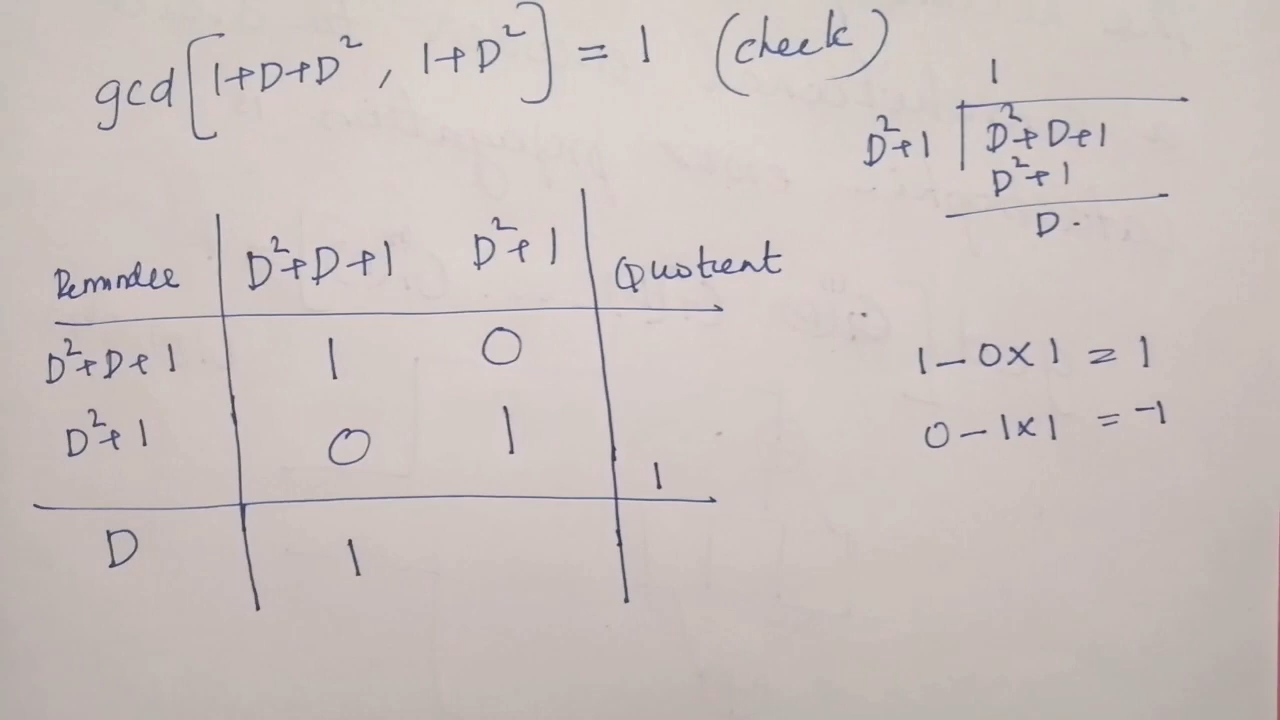 gcd[1+D+D², 1+D²] = 1 (check)
1
D²+1 | D²+D+1
D²+1
D.
Reminder | D²+D+1 D²+1 | Quotient
D²+D+1 | 1 0 |
D²+1 | 0 1 | 1
D | 1 |
1-0×1 = 1
0-1×1 = -1